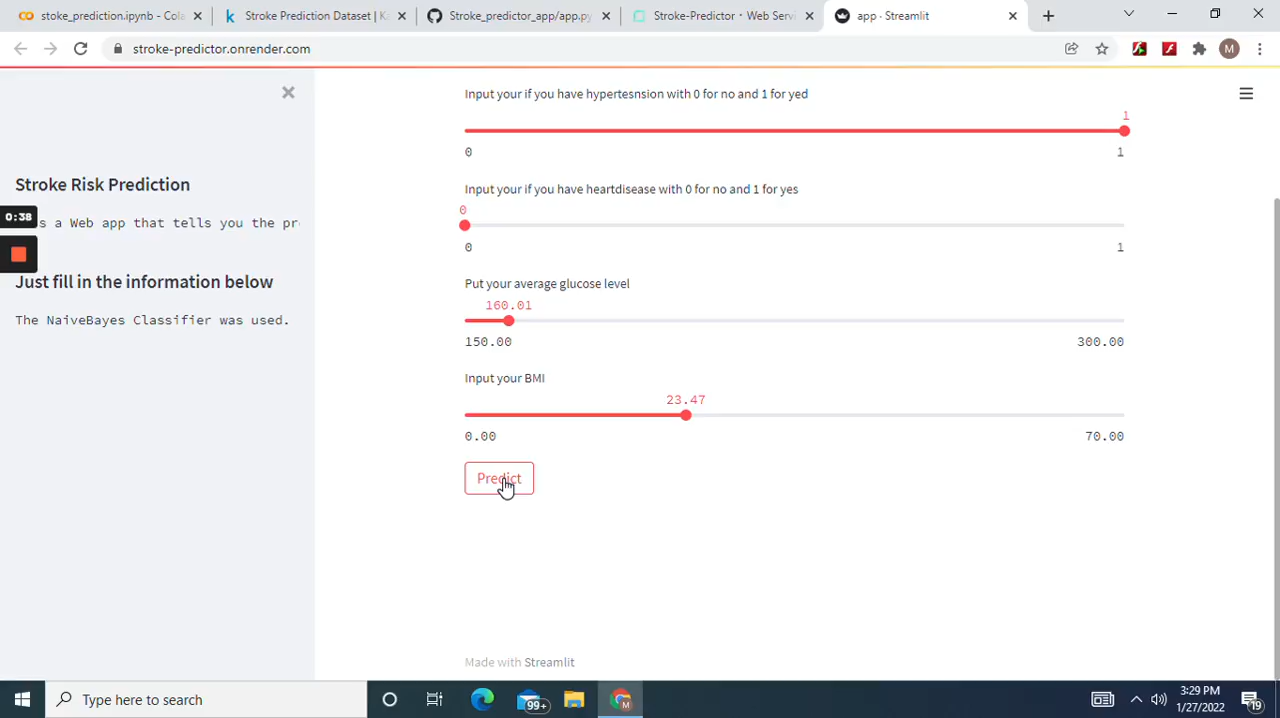 stoke_prediction.ipynb - Cola
Stroke Prediction Dataset | Ka
Stroke_predictor_app/app.py
Stroke-Predictor • Web Servi
app · Streamlit
stroke-predictor.onrender.com
M
Input your if you have hypertesnsion with 0 for no and 1 for yed
1
0
1
Stroke Risk Prediction
Input your if you have heartdisease with 0 for no and 1 for yes
0:38
s a Web app that tells you the pr
0
0
1
Just fill in the information below
Put your average glucose level
160.01
The NaiveBayes Classifier was used.
150.00
300.00
Input your BMI
23.47
0.00
70.00
Predict
Made with Streamlit
Type here to search
99+
M
3:29 PM
1/27/2022
19